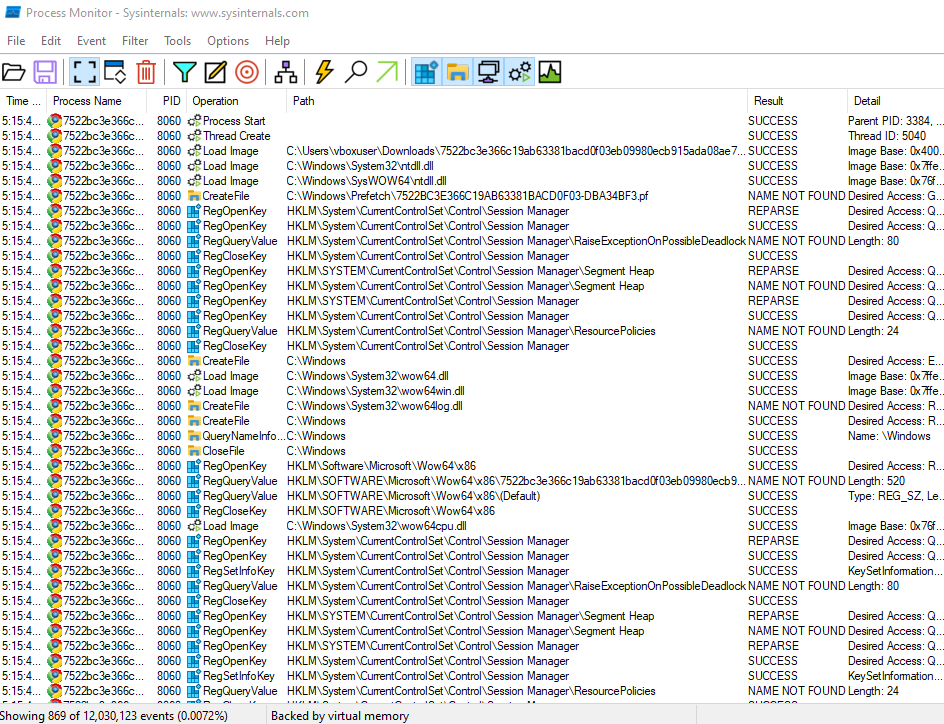 Process Monitor - Sysinternals: www.sysinternals.com
File Edit Event Filter Tools Options Help
Time ... Process Name PID Operation Path Result Detail
5:15:4... 7522bc3e366c... 8060 Process Start SUCCESS Parent PID: 3384, ...
5:15:4... 7522bc3e366c... 8060 Thread Create SUCCESS Thread ID: 5040
5:15:4... 7522bc3e366c... 8060 Load Image C:\Users\vboxuser\Downloads\7522bc3e366c19ab63381bacd0f03eb09980ecb915ada08ae7... SUCCESS Image Base: 0x400...
5:15:4... 7522bc3e366c... 8060 Load Image C:\Windows\System32\ntdll.dll SUCCESS Image Base: 0x7ffe...
5:15:4... 7522bc3e366c... 8060 Load Image C:\Windows\SysWOW64\ntdll.dll SUCCESS Image Base: 0x76f...
5:15:4... 7522bc3e366c... 8060 CreateFile C:\Windows\Prefetch\7522BC3E366C19AB63381BACD0F03-DBA34BF3.pf NAME NOT FOUND Desired Access: G...
5:15:4... 7522bc3e366c... 8060 RegOpenKey HKLM\System\CurrentControlSet\Control\Session Manager REPARSE Desired Access: Q...
5:15:4... 7522bc3e366c... 8060 RegOpenKey HKLM\System\CurrentControlSet\Control\Session Manager SUCCESS Desired Access: Q...
5:15:4... 7522bc3e366c... 8060 RegQueryValue HKLM\System\CurrentControlSet\Control\Session Manager\RaiseExceptionOnPossibleDeadlock NAME NOT FOUND Length: 80
5:15:4... 7522bc3e366c... 8060 RegCloseKey HKLM\System\CurrentControlSet\Control\Session Manager SUCCESS
5:15:4... 7522bc3e366c... 8060 RegOpenKey HKLM\SYSTEM\CurrentControlSet\Control\Session Manager\Segment Heap REPARSE Desired Access: Q...
5:15:4... 7522bc3e366c... 8060 RegOpenKey HKLM\System\CurrentControlSet\Control\Session Manager\Segment Heap NAME NOT FOUND Desired Access: Q...
5:15:4... 7522bc3e366c... 8060 RegOpenKey HKLM\SYSTEM\CurrentControlSet\Control\Session Manager REPARSE Desired Access: Q...
5:15:4... 7522bc3e366c... 8060 RegOpenKey HKLM\System\CurrentControlSet\Control\Session Manager SUCCESS Desired Access: Q...
5:15:4... 7522bc3e366c... 8060 RegQueryValue HKLM\System\CurrentControlSet\Control\Session Manager\ResourcePolicies NAME NOT FOUND Length: 24
5:15:4... 7522bc3e366c... 8060 RegCloseKey HKLM\System\CurrentControlSet\Control\Session Manager SUCCESS
5:15:4... 7522bc3e366c... 8060 CreateFile C:\Windows SUCCESS Desired Access: E...
5:15:4... 7522bc3e366c... 8060 Load Image C:\Windows\System32\wow64.dll SUCCESS Image Base: 0x7ffe...
5:15:4... 7522bc3e366c... 8060 Load Image C:\Windows\System32\wow64win.dll SUCCESS Image Base: 0x7ffe...
5:15:4... 7522bc3e366c... 8060 CreateFile C:\Windows\System32\wow64log.dll NAME NOT FOUND Desired Access: R...
5:15:4... 7522bc3e366c... 8060 CreateFile C:\Windows SUCCESS Desired Access: R...
5:15:4... 7522bc3e366c... 8060 QueryNameInfo... C:\Windows SUCCESS Name: \Windows
5:15:4... 7522bc3e366c... 8060 CloseFile C:\Windows SUCCESS
5:15:4... 7522bc3e366c... 8060 RegOpenKey HKLM\Software\Microsoft\Wow64\x86 SUCCESS Desired Access: R...
5:15:4... 7522bc3e366c... 8060 RegQueryValue HKLM\SOFTWARE\Microsoft\Wow64\x86\7522bc3e366c19ab63381bacd0f03eb09980ecb9... NAME NOT FOUND Length: 520
5:15:4... 7522bc3e366c... 8060 RegQueryValue HKLM\SOFTWARE\Microsoft\Wow64\x86\(Default) SUCCESS Type: REG_SZ, Le...
5:15:4... 7522bc3e366c... 8060 RegCloseKey HKLM\SOFTWARE\Microsoft\Wow64\x86 SUCCESS
5:15:4... 7522bc3e366c... 8060 Load Image C:\Windows\System32\wow64cpu.dll SUCCESS Image Base: 0x76f...
5:15:4... 7522bc3e366c... 8060 RegOpenKey HKLM\System\CurrentControlSet\Control\Session Manager REPARSE Desired Access: Q...
5:15:4... 7522bc3e366c... 8060 RegOpenKey HKLM\System\CurrentControlSet\Control\Session Manager SUCCESS Desired Access: Q...
5:15:4... 7522bc3e366c... 8060 RegSetInfoKey HKLM\System\CurrentControlSet\Control\Session Manager SUCCESS KeySetInformation...
5:15:4... 7522bc3e366c... 8060 RegQueryValue HKLM\System\CurrentControlSet\Control\Session Manager\RaiseExceptionOnPossibleDeadlock NAME NOT FOUND Length: 80
5:15:4... 7522bc3e366c... 8060 RegCloseKey HKLM\System\CurrentControlSet\Control\Session Manager SUCCESS
5:15:4... 7522bc3e366c... 8060 RegOpenKey HKLM\SYSTEM\CurrentControlSet\Control\Session Manager\Segment Heap REPARSE Desired Access: Q...
5:15:4... 7522bc3e366c... 8060 RegOpenKey HKLM\System\CurrentControlSet\Control\Session Manager\Segment Heap NAME NOT FOUND Desired Access: Q...
5:15:4... 7522bc3e366c... 8060 RegOpenKey HKLM\SYSTEM\CurrentControlSet\Control\Session Manager REPARSE Desired Access: Q...
5:15:4... 7522bc3e366c... 8060 RegOpenKey HKLM\System\CurrentControlSet\Control\Session Manager SUCCESS Desired Access: Q...
5:15:4... 7522bc3e366c... 8060 RegSetInfoKey HKLM\System\CurrentControlSet\Control\Session Manager SUCCESS KeySetInformation...
5:15:4... 7522bc3e366c... 8060 RegQueryValue HKLM\System\CurrentControlSet\Control\Session Manager\ResourcePolicies NAME NOT FOUND Length: 24
Showing 869 of 12,030,123 events (0.0072%) Backed by virtual memory